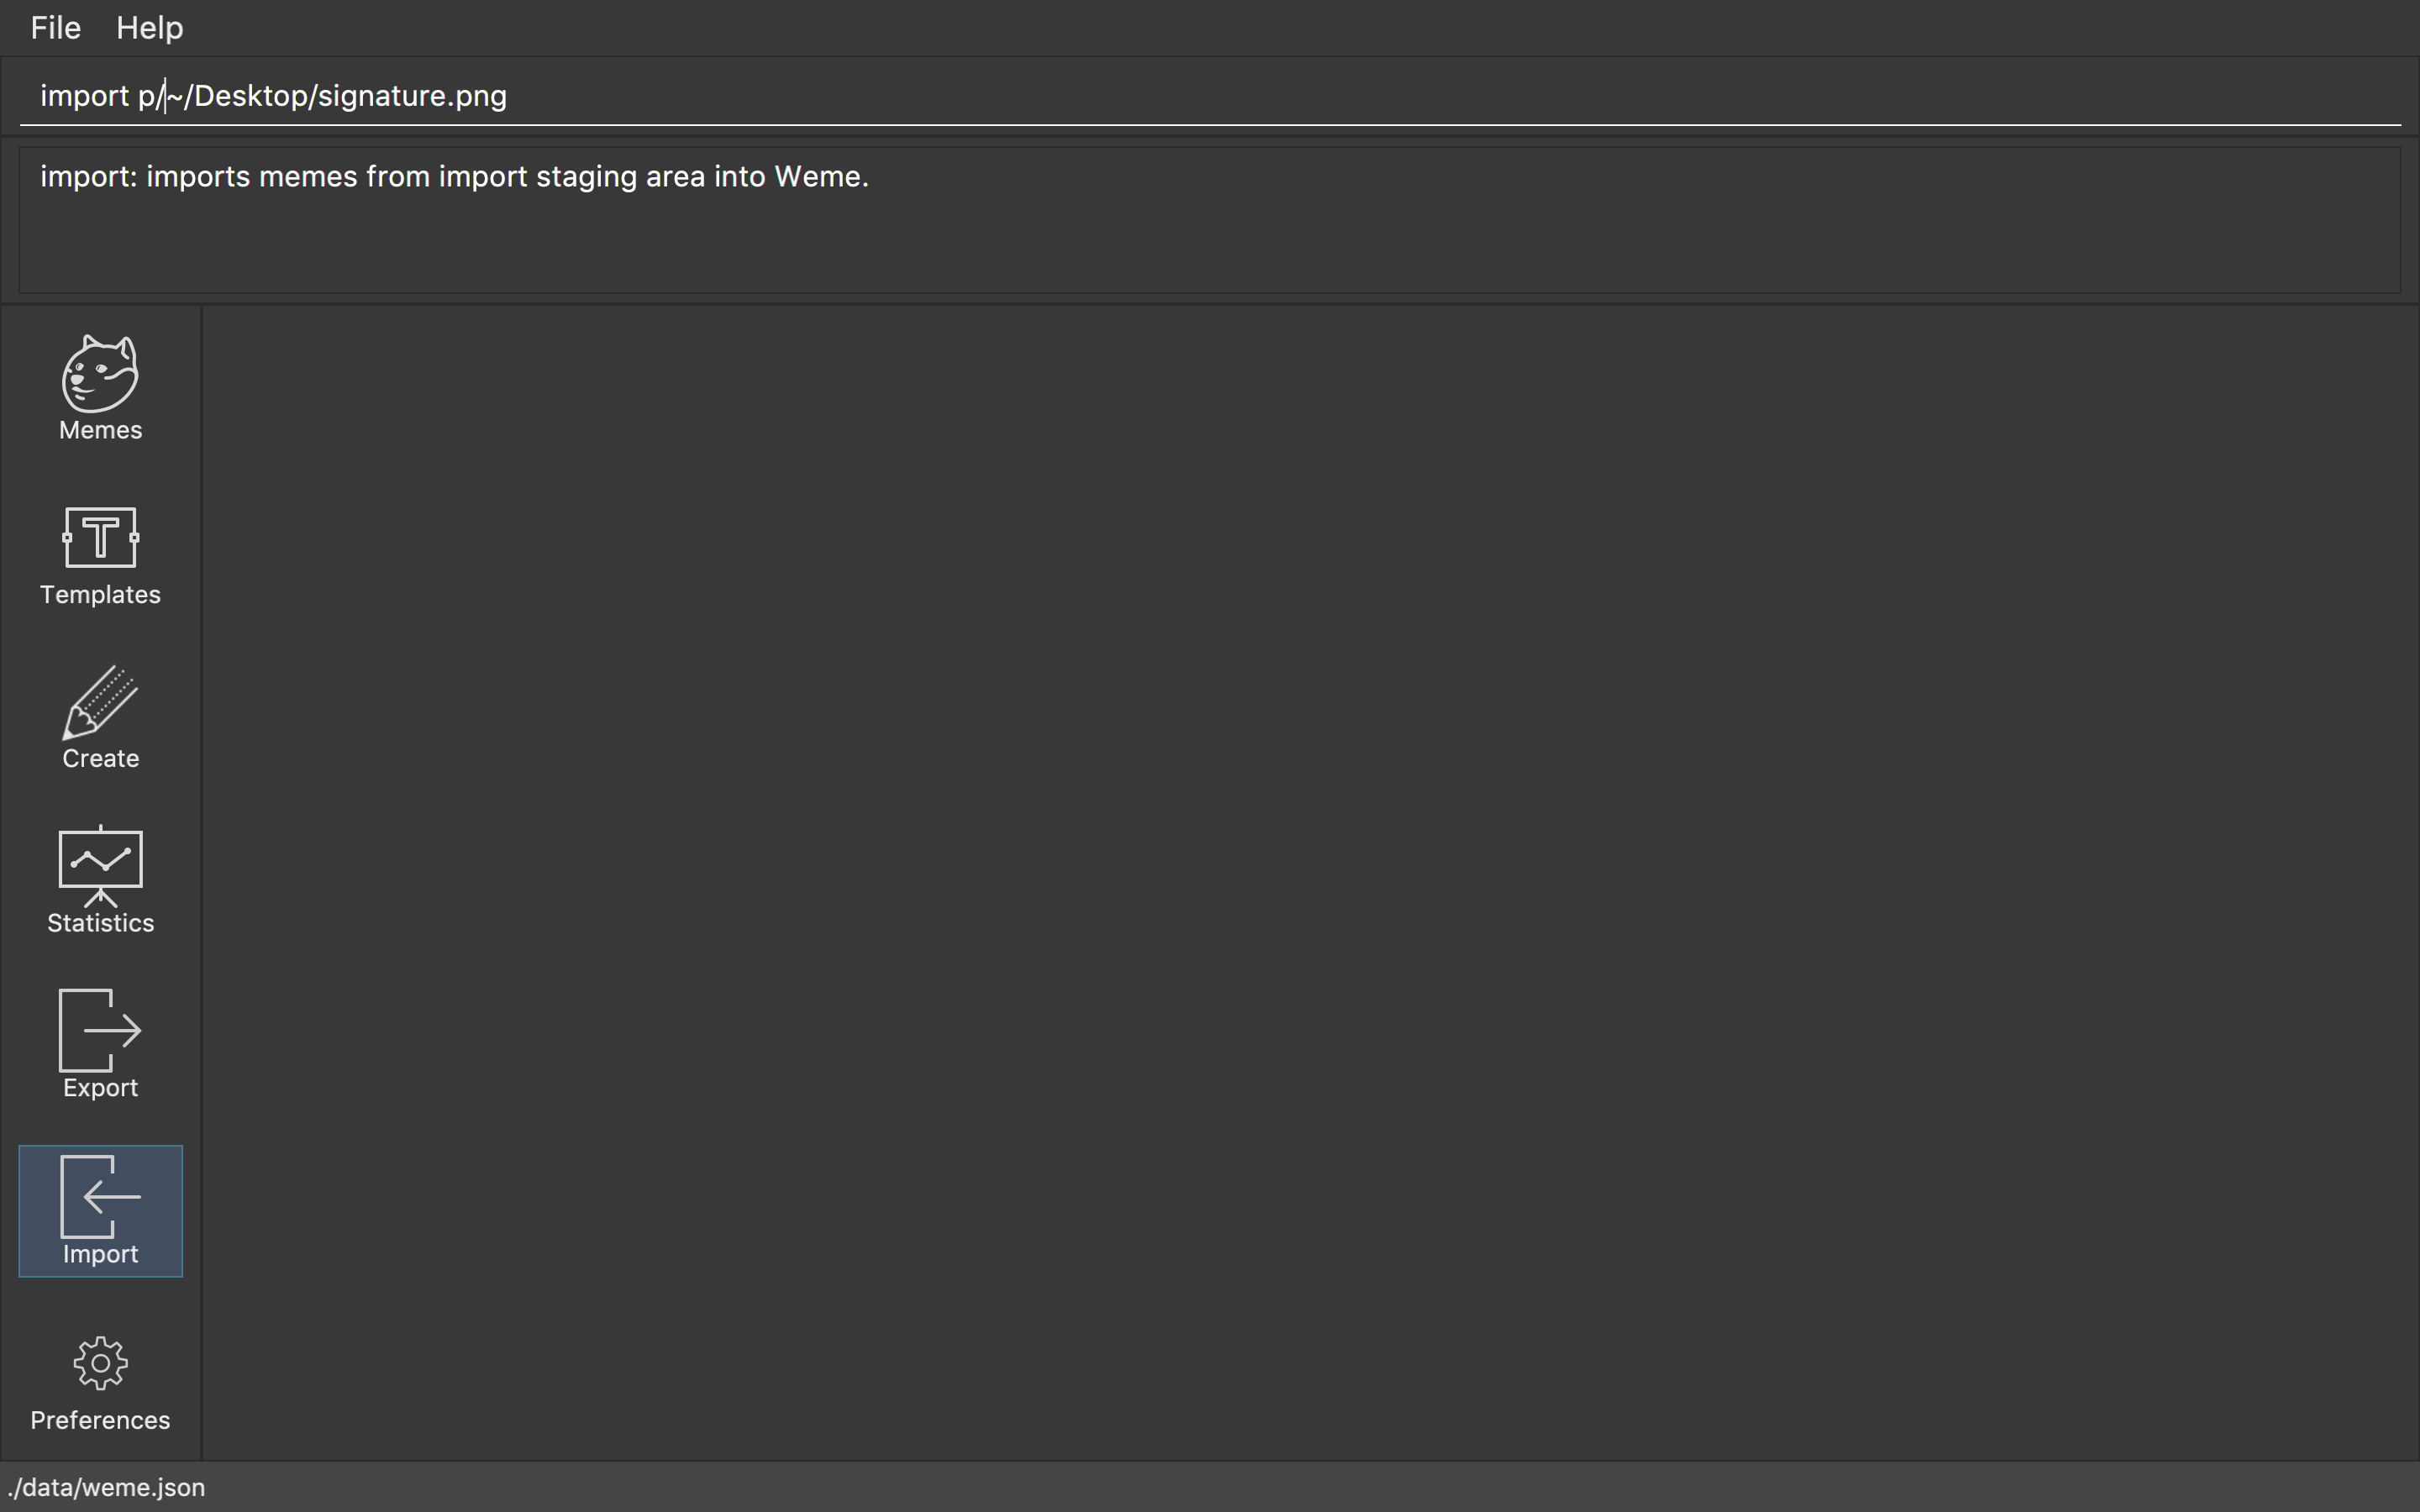 File Help
import p/~/Desktop/signature.png
import: imports memes from import staging area into Weme.
Memes
T
Templates
Create
Statistics
Export
Import
Preferences
./data/weme.json